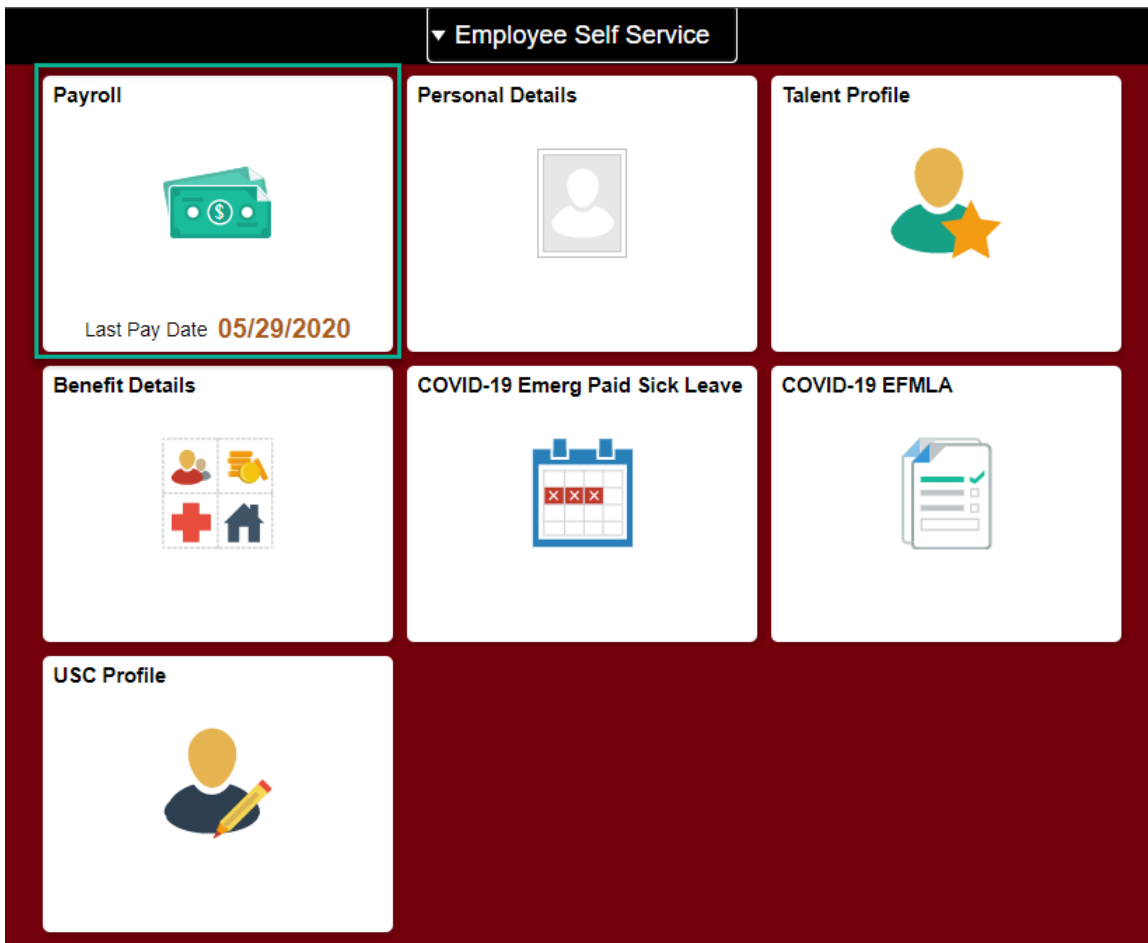 Employee Self Service
Payroll
Personal Details
Talent Profile
$
Last Pay Date 05/29/2020
Benefit Details
COVID-19 Emerg Paid Sick Leave
COVID-19 EFMLA
USC Profile